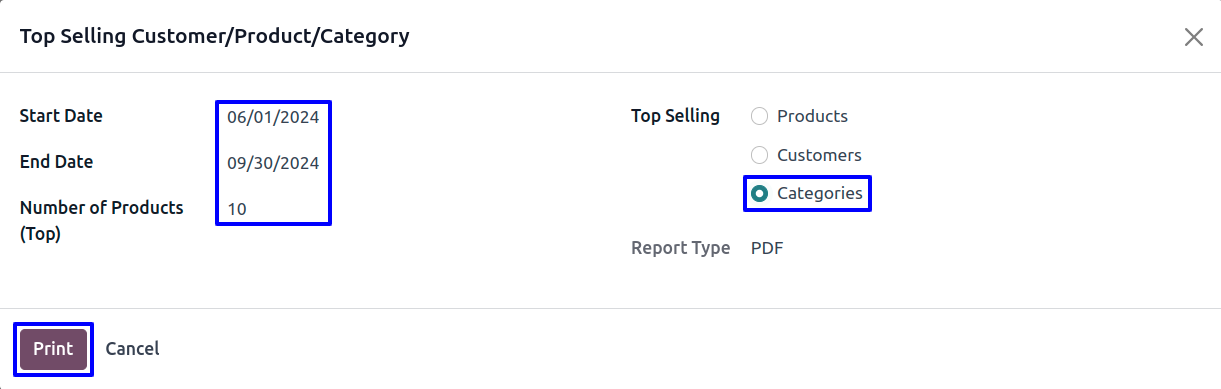 Top Selling Customer/Product/Category
Start Date 06/01/2024
End Date 09/30/2024
Number of Products 10
(Top)
Top Selling Products
Customers
Categories
Report Type PDF
Print Cancel